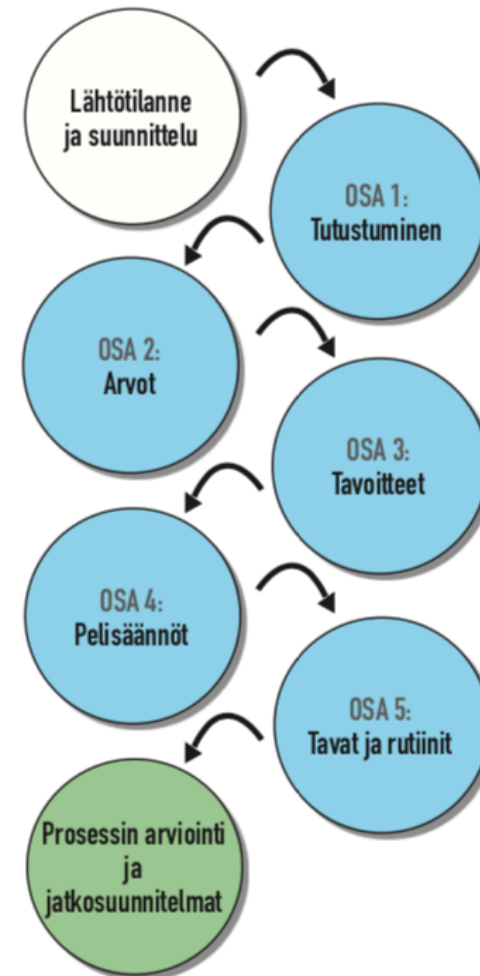 Lähtötilanne
ja suunnittelu
OSA 1:
Tutustuminen
OSA 2:
Arvot
OSA 3:
Tavoitteet
OSA 4:
Pelisäännöt
OSA 5:
Tavat ja rutiinit
Prosessin arviointi
ja
jatkosuunnitelmat